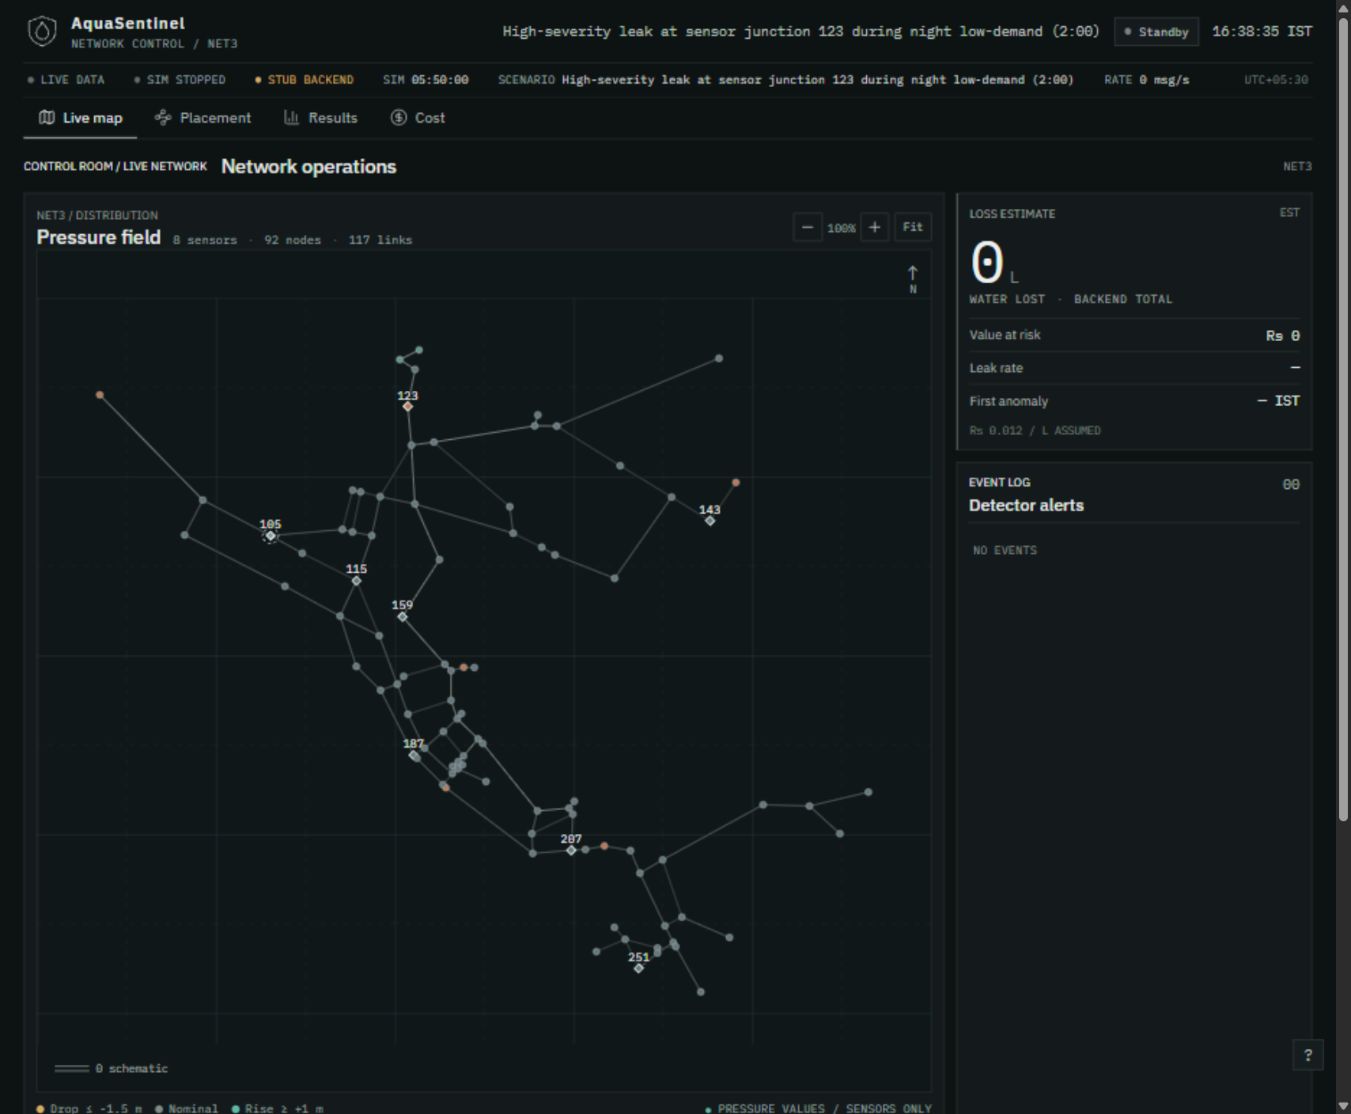 AquaSentinel
NETWORK CONTROL / NET3
High-severity leak at sensor junction 123 during night low-demand (2:00)
Standby
16:38:35 IST
LIVE DATA
SIM STOPPED
STUB BACKEND
SIM 05:50:00
SCENARIO High-severity leak at sensor junction 123 during night low-demand (2:00)
RATE 0 msg/s
UTC+05:30
Live map
Placement
Results
Cost
CONTROL ROOM / LIVE NETWORK
Network operations
NET3
NET3 / DISTRIBUTION
Pressure field
8 sensors · 92 nodes · 117 links
− 100% + Fit
↑
N
123
143
105
115
159
187
207
251
0 schematic
Drop ≤ -1.5 m
Nominal
Rise ≥ +1 m
PRESSURE VALUES / SENSORS ONLY
LOSS ESTIMATE
EST
0 L
WATER LOST · BACKEND TOTAL
Value at risk
Rs 0
Leak rate
—
First anomaly
— IST
Rs 0.012 / L ASSUMED
EVENT LOG
00
Detector alerts
NO EVENTS
?